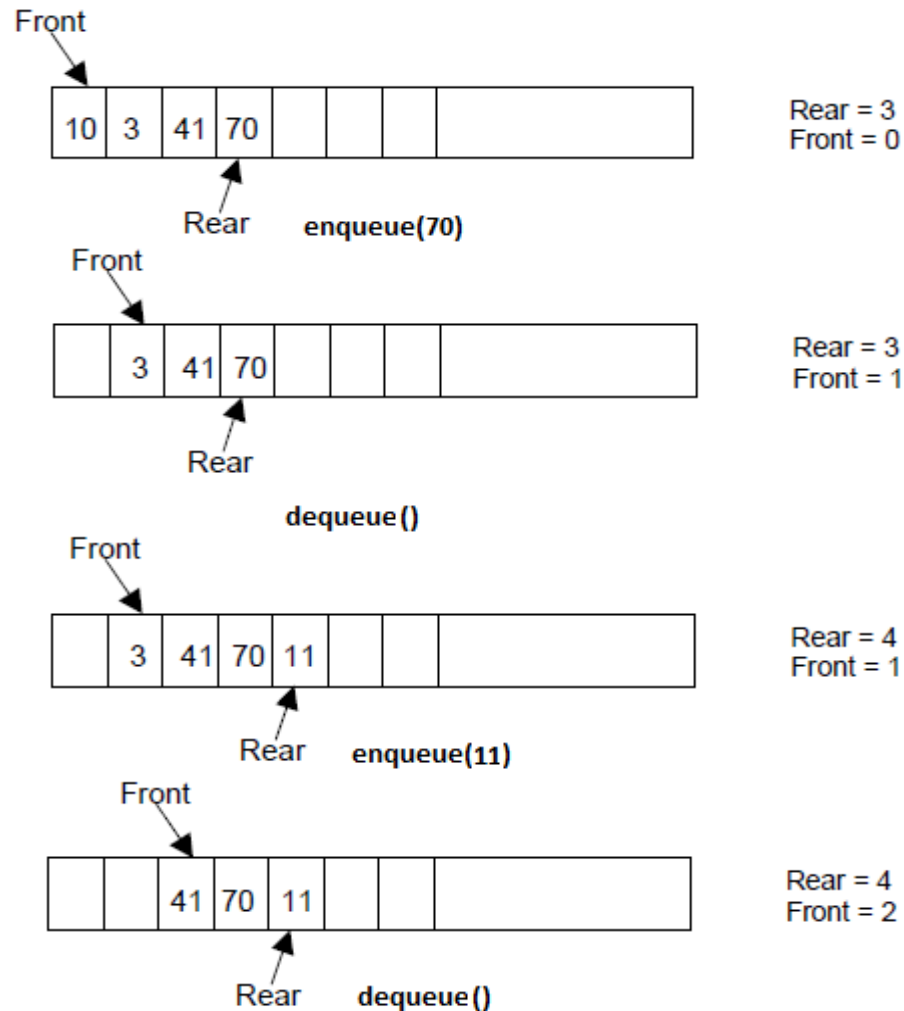 Front
10 3 41 70
Rear = 3
Front = 0
Rear enqueue(70)
Front
3 41 70
Rear = 3
Front = 1
Rear
dequeue()
Front
3 41 70 11
Rear = 4
Front = 1
Rear enqueue(11)
Front
41 70 11
Rear = 4
Front = 2
Rear dequeue()